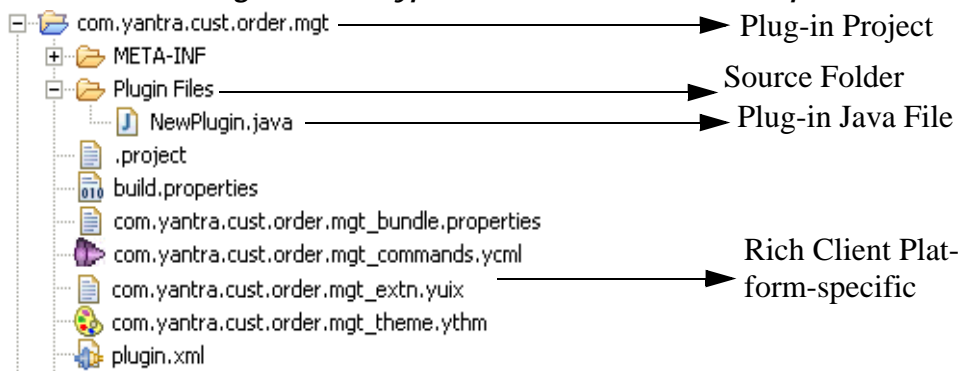 com.yantra.cust.order.mgt
Plug-in Project
META-INF
Plugin Files
Source Folder
NewPlugin.java
Plug-in Java File
.project
build.properties
com.yantra.cust.order.mgt_bundle.properties
com.yantra.cust.order.mgt_commands.ycml
Rich Client Plat-
form-specific
com.yantra.cust.order.mgt_extn.yuix
com.yantra.cust.order.mgt_theme.ythm
plugin.xml